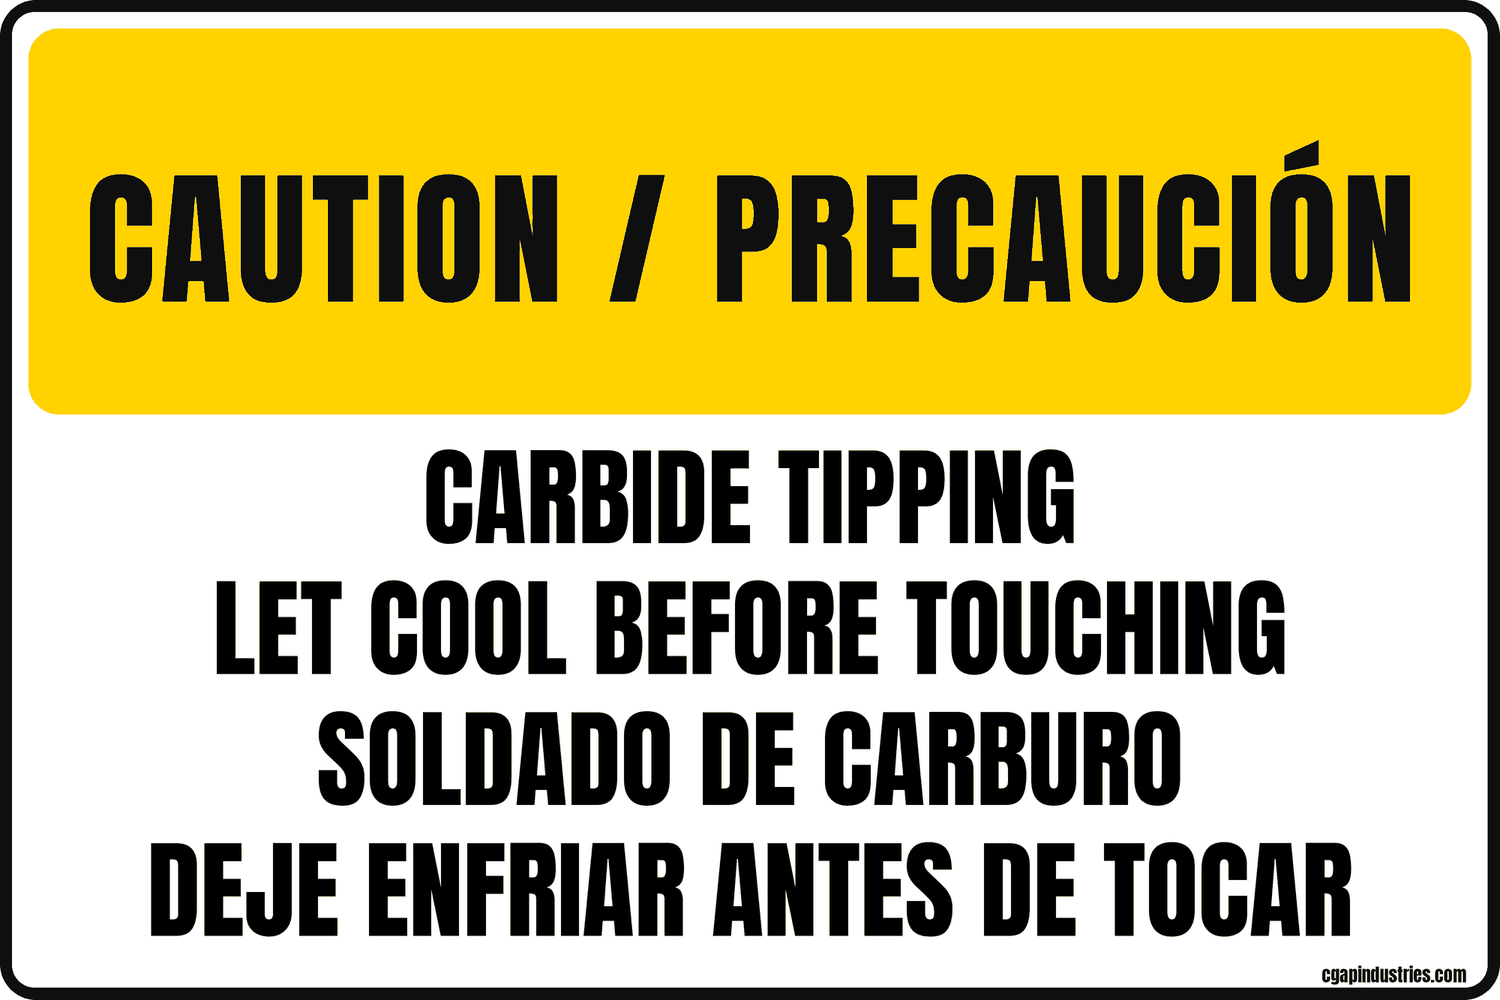 CAUTION / PRECAUCIÓN
CARBIDE TIPPING
LET COOL BEFORE TOUCHING
SOLDADO DE CARBURO
DEJE ENFRIAR ANTES DE TOCAR
cgapindustries.com